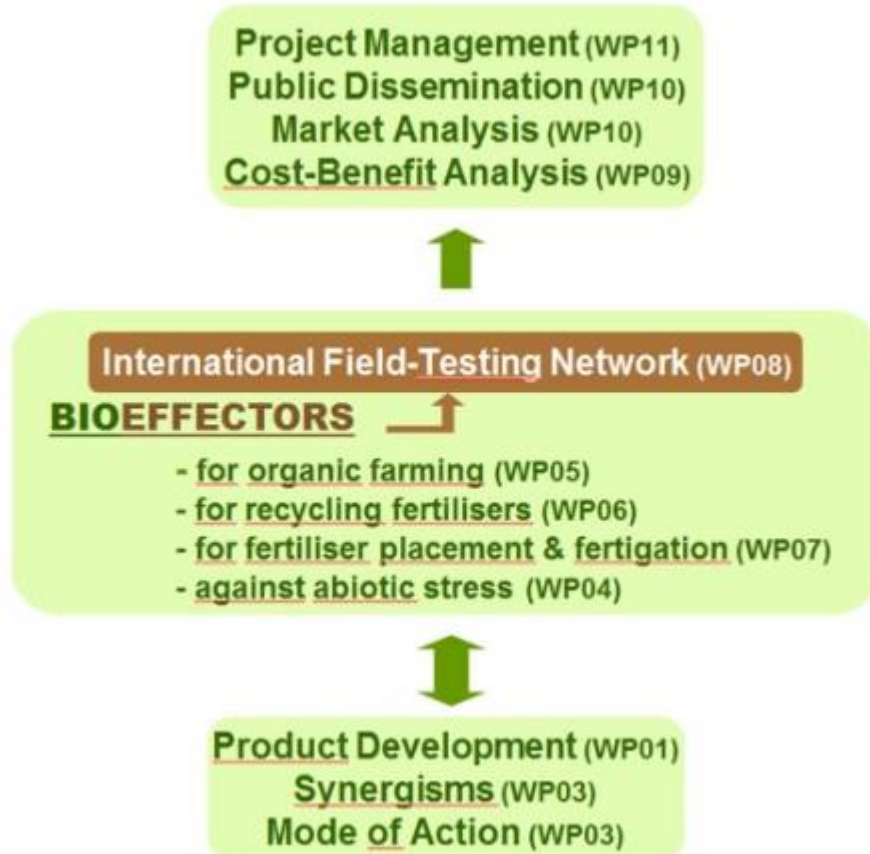 Project Management (WP11)
Public Dissemination (WP10)
Market Analysis (WP10)
Cost-Benefit Analysis (WP09)
International Field-Testing Network (WP08)
BIOEFFECTORS
- for organic farming (WP05)
- for recycling fertilisers (WP06)
- for fertiliser placement & fertigation (WP07)
- against abiotic stress (WP04)
Product Development (WP01)
Synergisms (WP03)
Mode of Action (WP03)